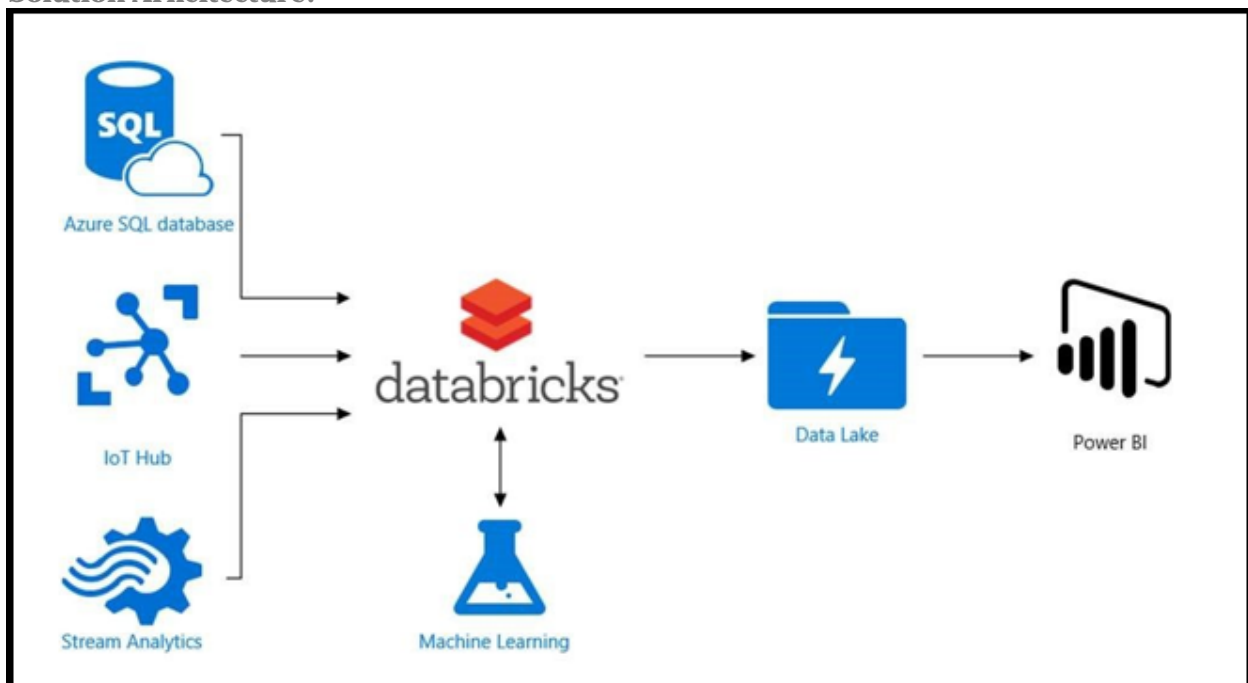 SQL
Azure SQL database
IoT Hub
Stream Analytics
databricks
Machine Learning
Data Lake
Power BI